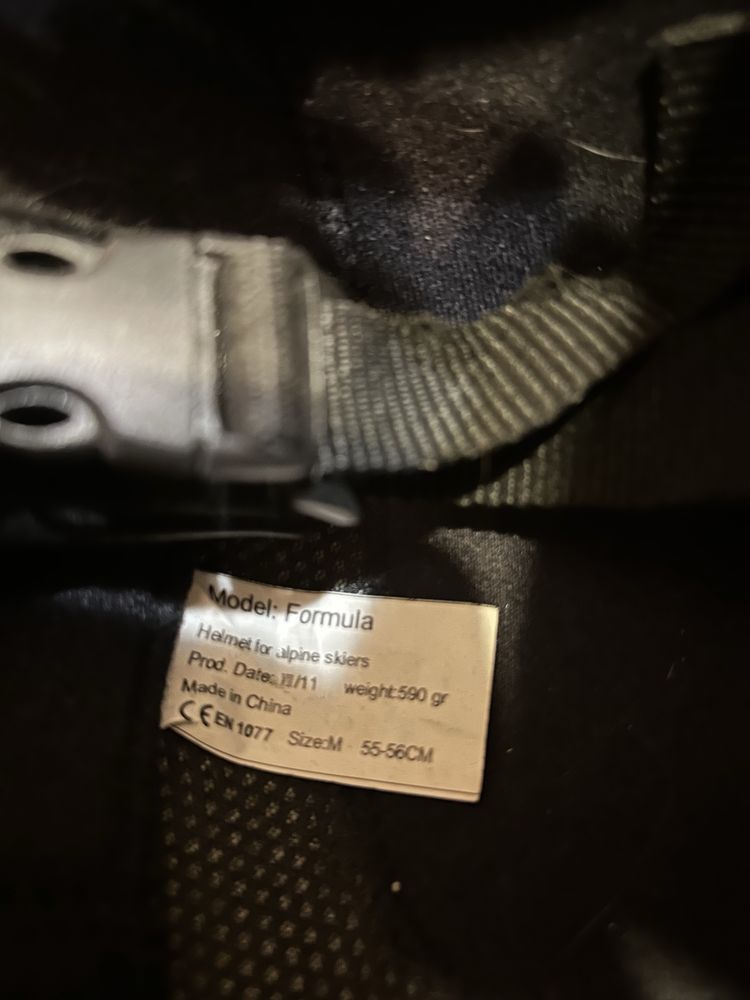 Model: Formula
Helmet for alpine skiers
Prod. Date: VII/11 weight:590 gr
Made in China
CE EN 1077 Size:M 55-56CM